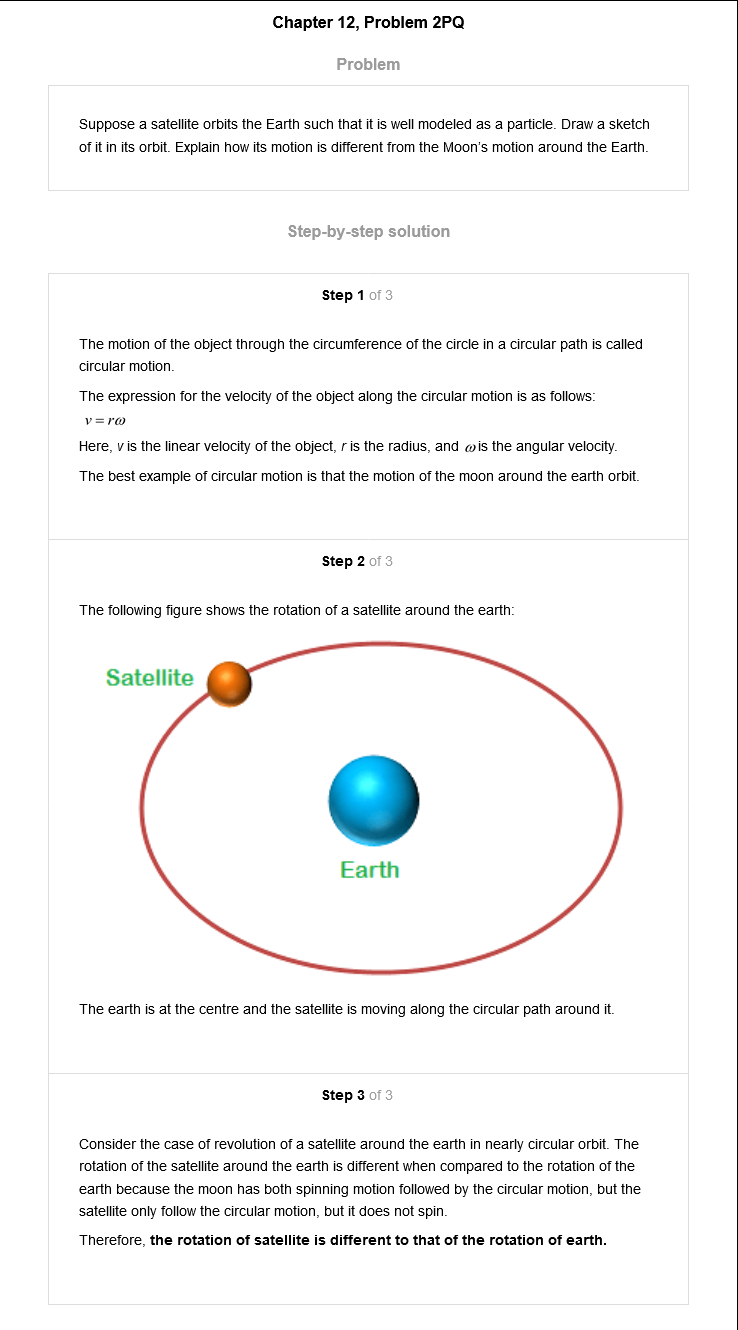 Chapter 12, Problem 2PQ
Problem
Suppose a satellite orbits the Earth such that it is well modeled as a particle. Draw a sketch
of it in its orbit. Explain how its motion is different from the Moon's motion around the Earth.
Step-by-step solution
Step 1 of 3
The motion of the object through the circumference of the circle in a circular path is called
circular motion.
The expression for the velocity of the object along the circular motion is as follows:
v = rω
Here, v is the linear velocity of the object, r is the radius, and ω is the angular velocity.
The best example of circular motion is that the motion of the moon around the earth orbit.
Step 2 of 3
The following figure shows the rotation of a satellite around the earth:
Satellite
Earth
The earth is at the centre and the satellite is moving along the circular path around it.
Step 3 of 3
Consider the case of revolution of a satellite around the earth in nearly circular orbit. The
rotation of the satellite around the earth is different when compared to the rotation of the
earth because the moon has both spinning motion followed by the circular motion, but the
satellite only follow the circular motion, but it does not spin.
Therefore, the rotation of satellite is different to that of the rotation of earth.